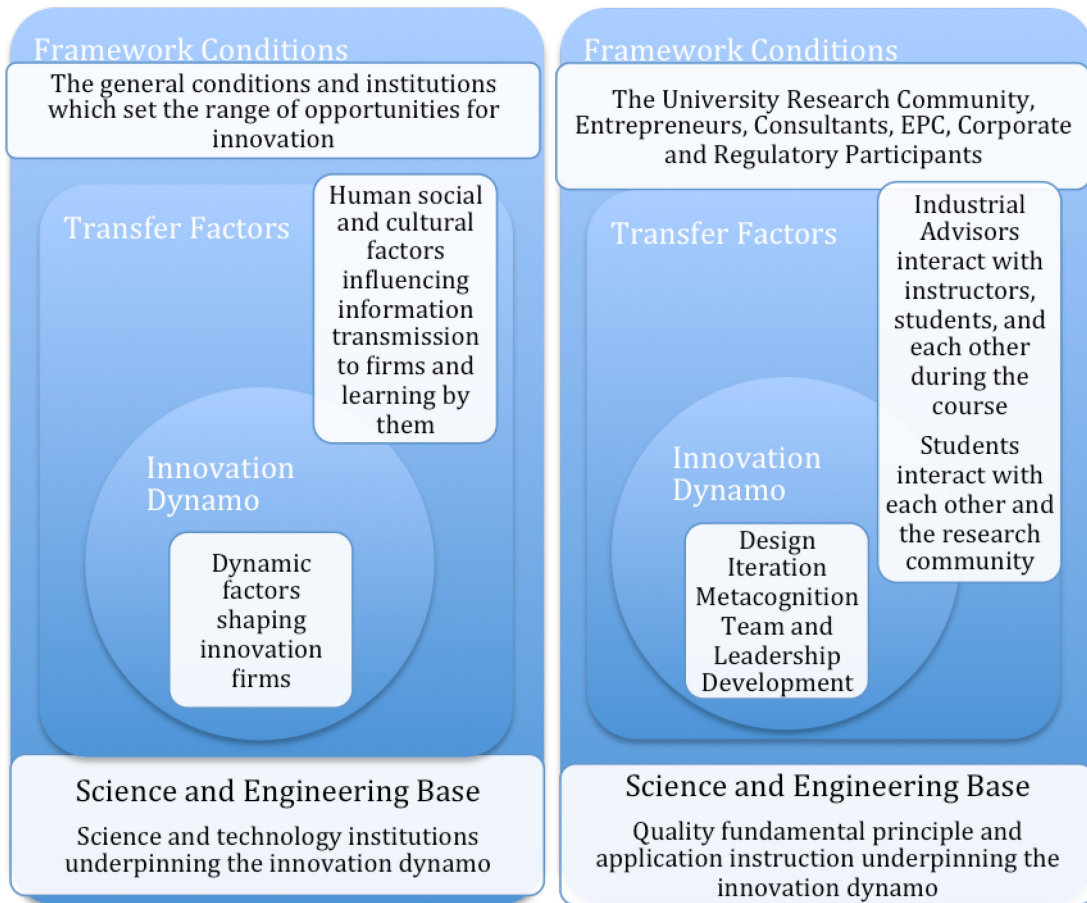 Framework Conditions
The general conditions and institutions
which set the range of opportunities for
innovation
Transfer Factors
Human social
and cultural
factors
influencing
information
transmission
to firms and
learning by
them
Innovation
Dynamo
Dynamic
factors
shaping
innovation
firms
Science and Engineering Base
Science and technology institutions
underpinning the innovation dynamo
Framework Conditions
The University Research Community,
Entrepreneurs, Consultants, EPC, Corporate
and Regulatory Participants
Transfer Factors
Industrial
Advisors
interact with
instructors,
students, and
each other
during the
course
Students
interact with
each other and
the research
community
Innovation
Dynamo
Design
Iteration
Metacognition
Team and
Leadership
Development
Science and Engineering Base
Quality fundamental principle and
application instruction underpinning the
innovation dynamo